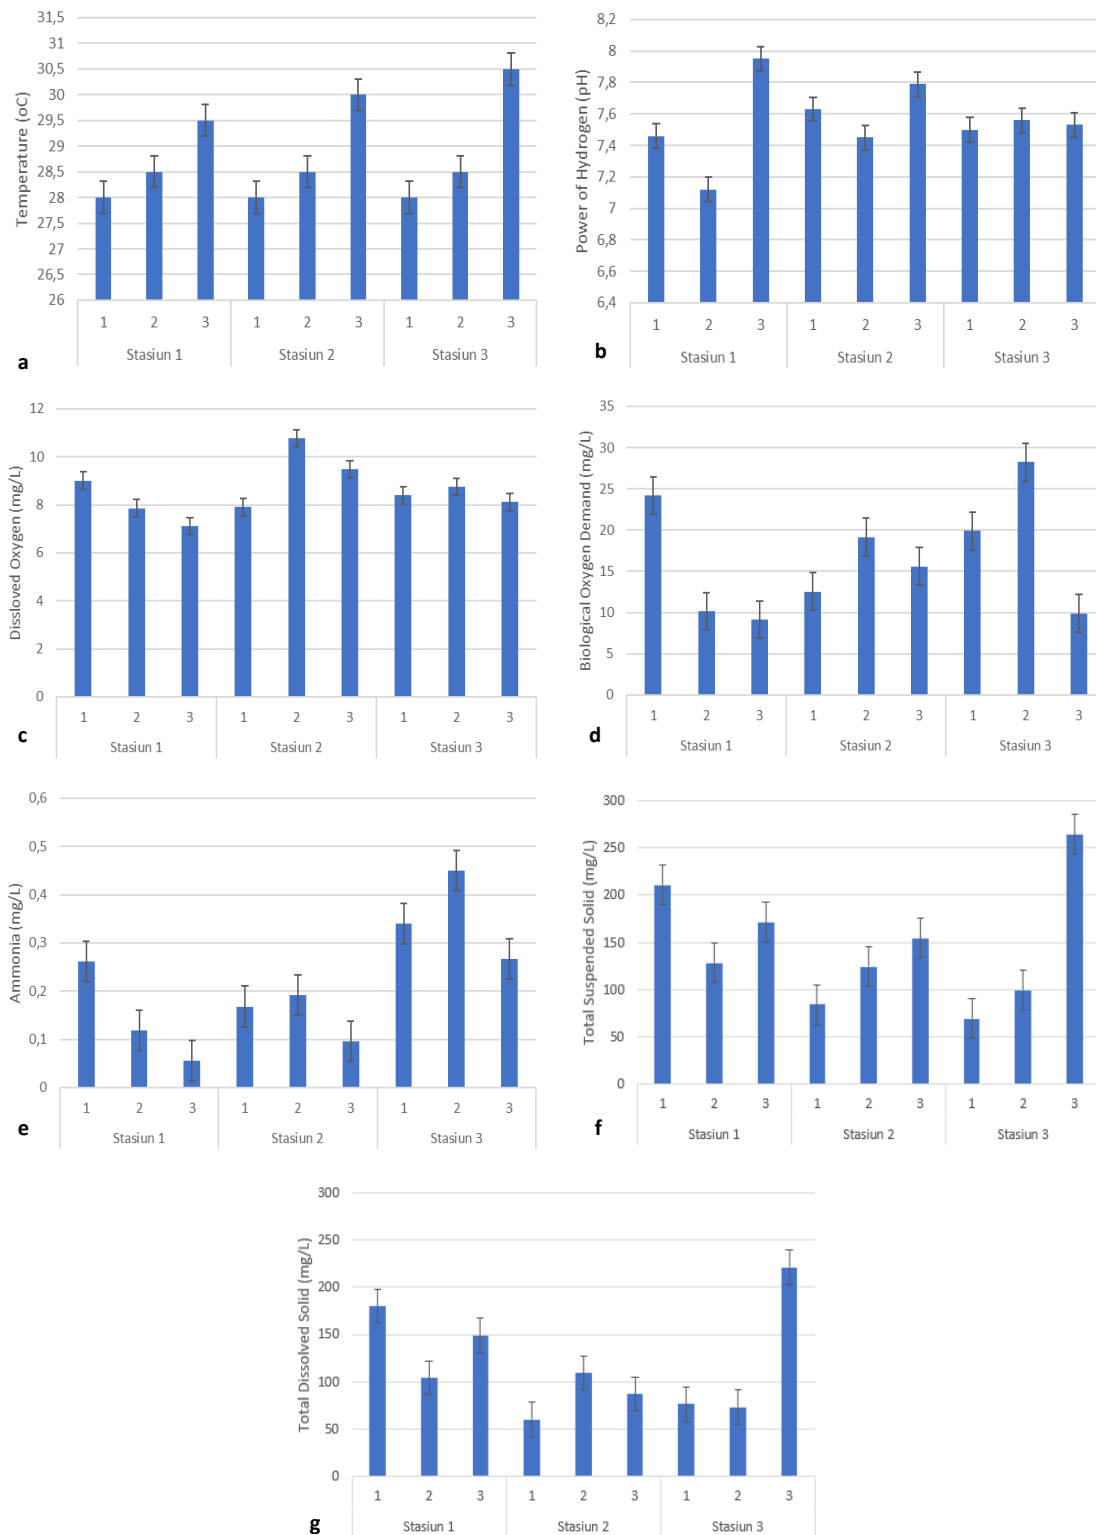 Temperature (oC)
31,5
31
30,5
30
29,5
29
28,5
28
27,5
27
26,5
26
1 2 3 1 2 3 1 2 3
Stasiun 1 Stasiun 2 Stasiun 3
a
Power of Hydrogen (pH)
8,2
8
7,8
7,6
7,4
7,2
7
6,8
6,6
6,4
1 2 3 1 2 3 1 2 3
Stasiun 1 Stasiun 2 Stasiun 3
b
Dissloved Oxygen (mg/L)
12
10
8
6
4
2
0
1 2 3 1 2 3 1 2 3
Stasiun 1 Stasiun 2 Stasiun 3
c
Biological Oxygen Demand (mg/L)
35
30
25
20
15
10
5
0
1 2 3 1 2 3 1 2 3
Stasiun 1 Stasiun 2 Stasiun 3
d
Ammonia (mg/L)
0,6
0,5
0,4
0,3
0,2
0,1
0
1 2 3 1 2 3 1 2 3
Stasiun 1 Stasiun 2 Stasiun 3
e
Total Suspended Solid (mg/L)
300
250
200
150
100
50
0
1 2 3 1 2 3 1 2 3
Stasiun 1 Stasiun 2 Stasiun 3
f
Total Dissolved Solid (mg/L)
300
250
200
150
100
50
0
1 2 3 1 2 3 1 2 3
Stasiun 1 Stasiun 2 Stasiun 3
g